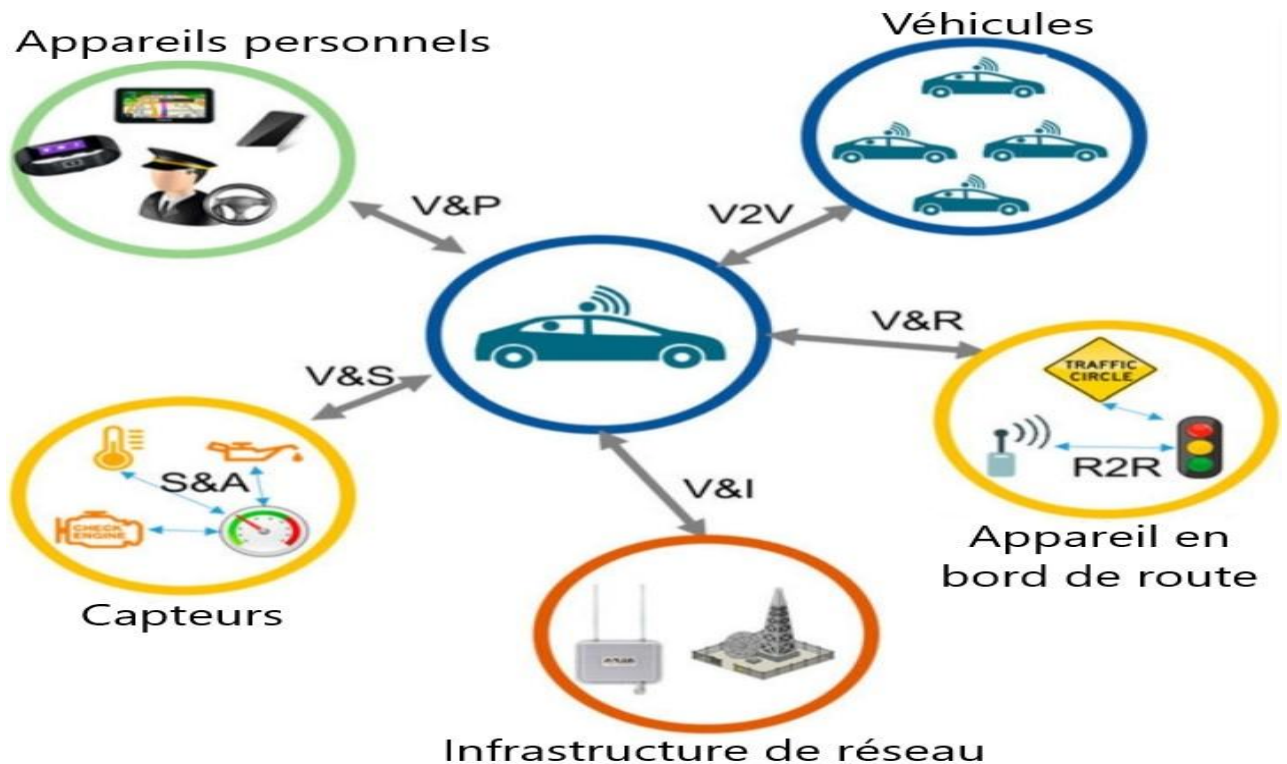 Appareils personnels
Véhicules
V&P
V2V
V&R
TRAFFIC
CIRCLE
R2R
Appareil en
bord de route
V&S
S&A
CHECK
ENGINE
Capteurs
V&I
Infrastructure de réseau